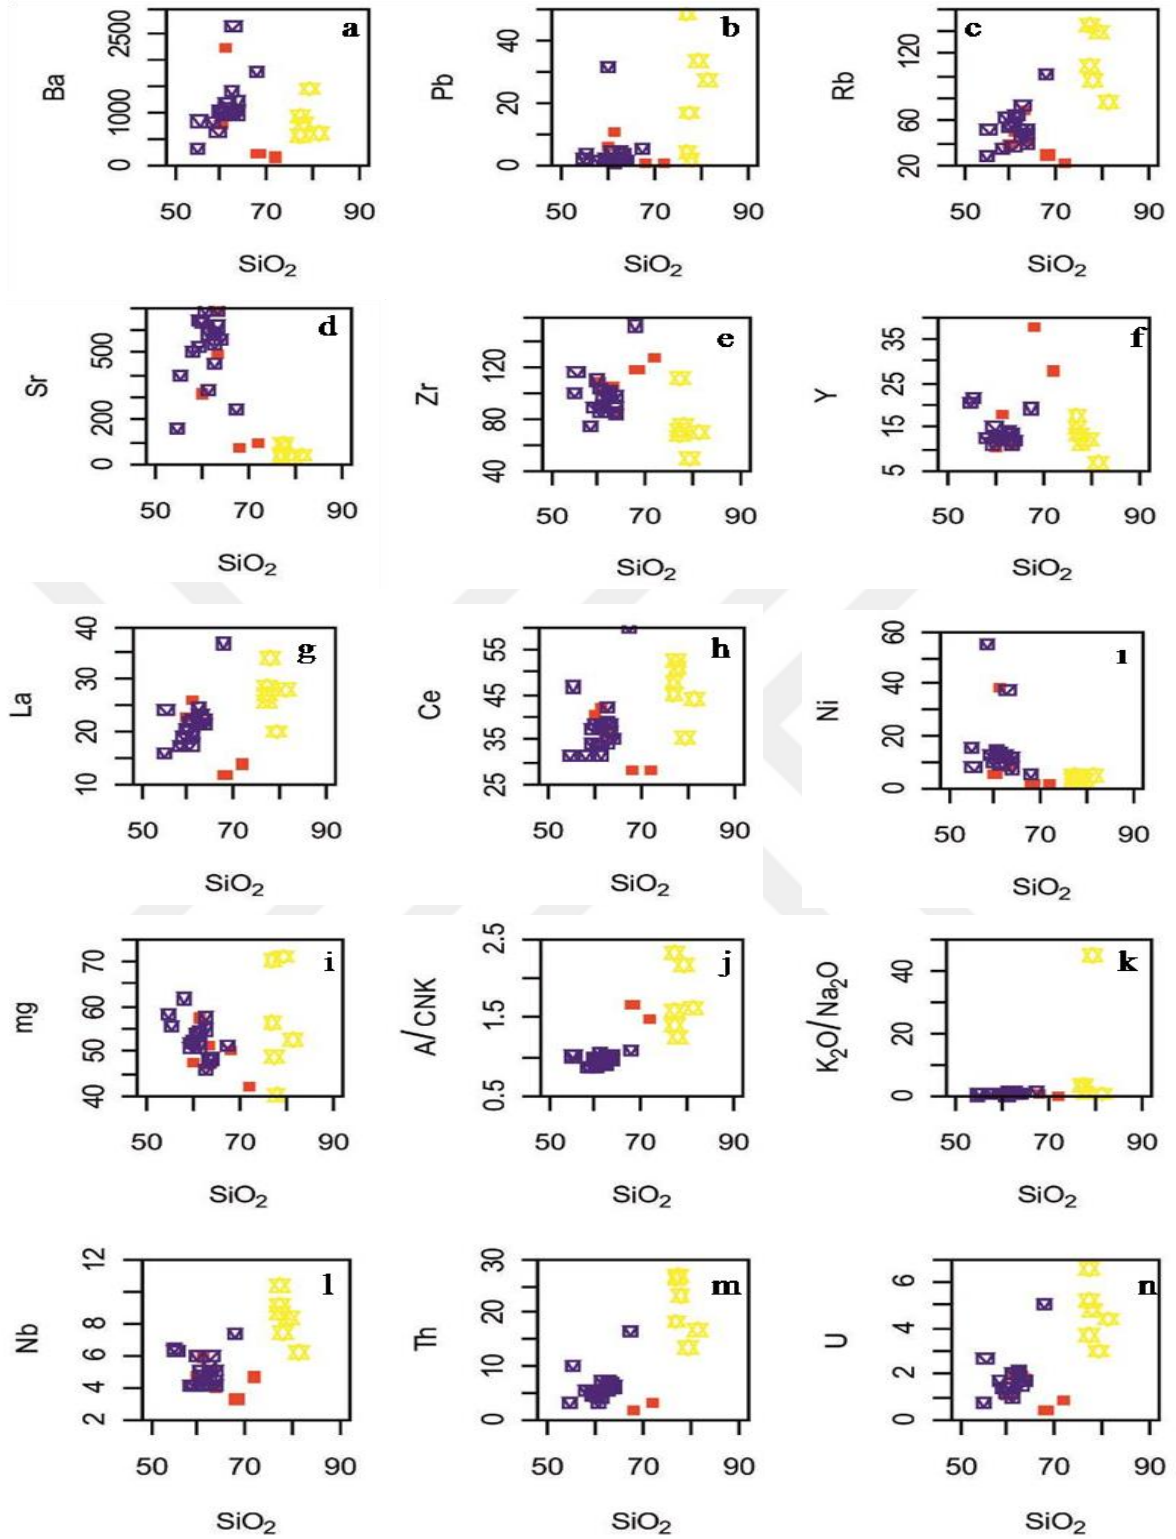 a
Ba
2500
1000
0
50 70 90
SiO2
b
Pb
40
20
0
50 70 90
SiO2
c
Rb
120
60
20
50 70 90
SiO2
d
Sr
500
200
0
50 70 90
SiO2
e
Zr
120
80
40
50 70 90
SiO2
f
Y
35
25
15
5
50 70 90
SiO2
g
La
40
30
20
10
50 70 90
SiO2
h
Ce
55
45
35
25
50 70 90
SiO2
ı
Ni
60
40
20
0
50 70 90
SiO2
i
mg
70
60
50
40
50 70 90
SiO2
j
A/CNK
2.5
1.5
0.5
50 70 90
SiO2
k
K2O/Na2O
40
20
0
50 70 90
SiO2
l
Nb
12
8
6
4
2
50 70 90
SiO2
m
Th
30
20
10
0
50 70 90
SiO2
n
U
6
4
2
0
50 70 90
SiO2